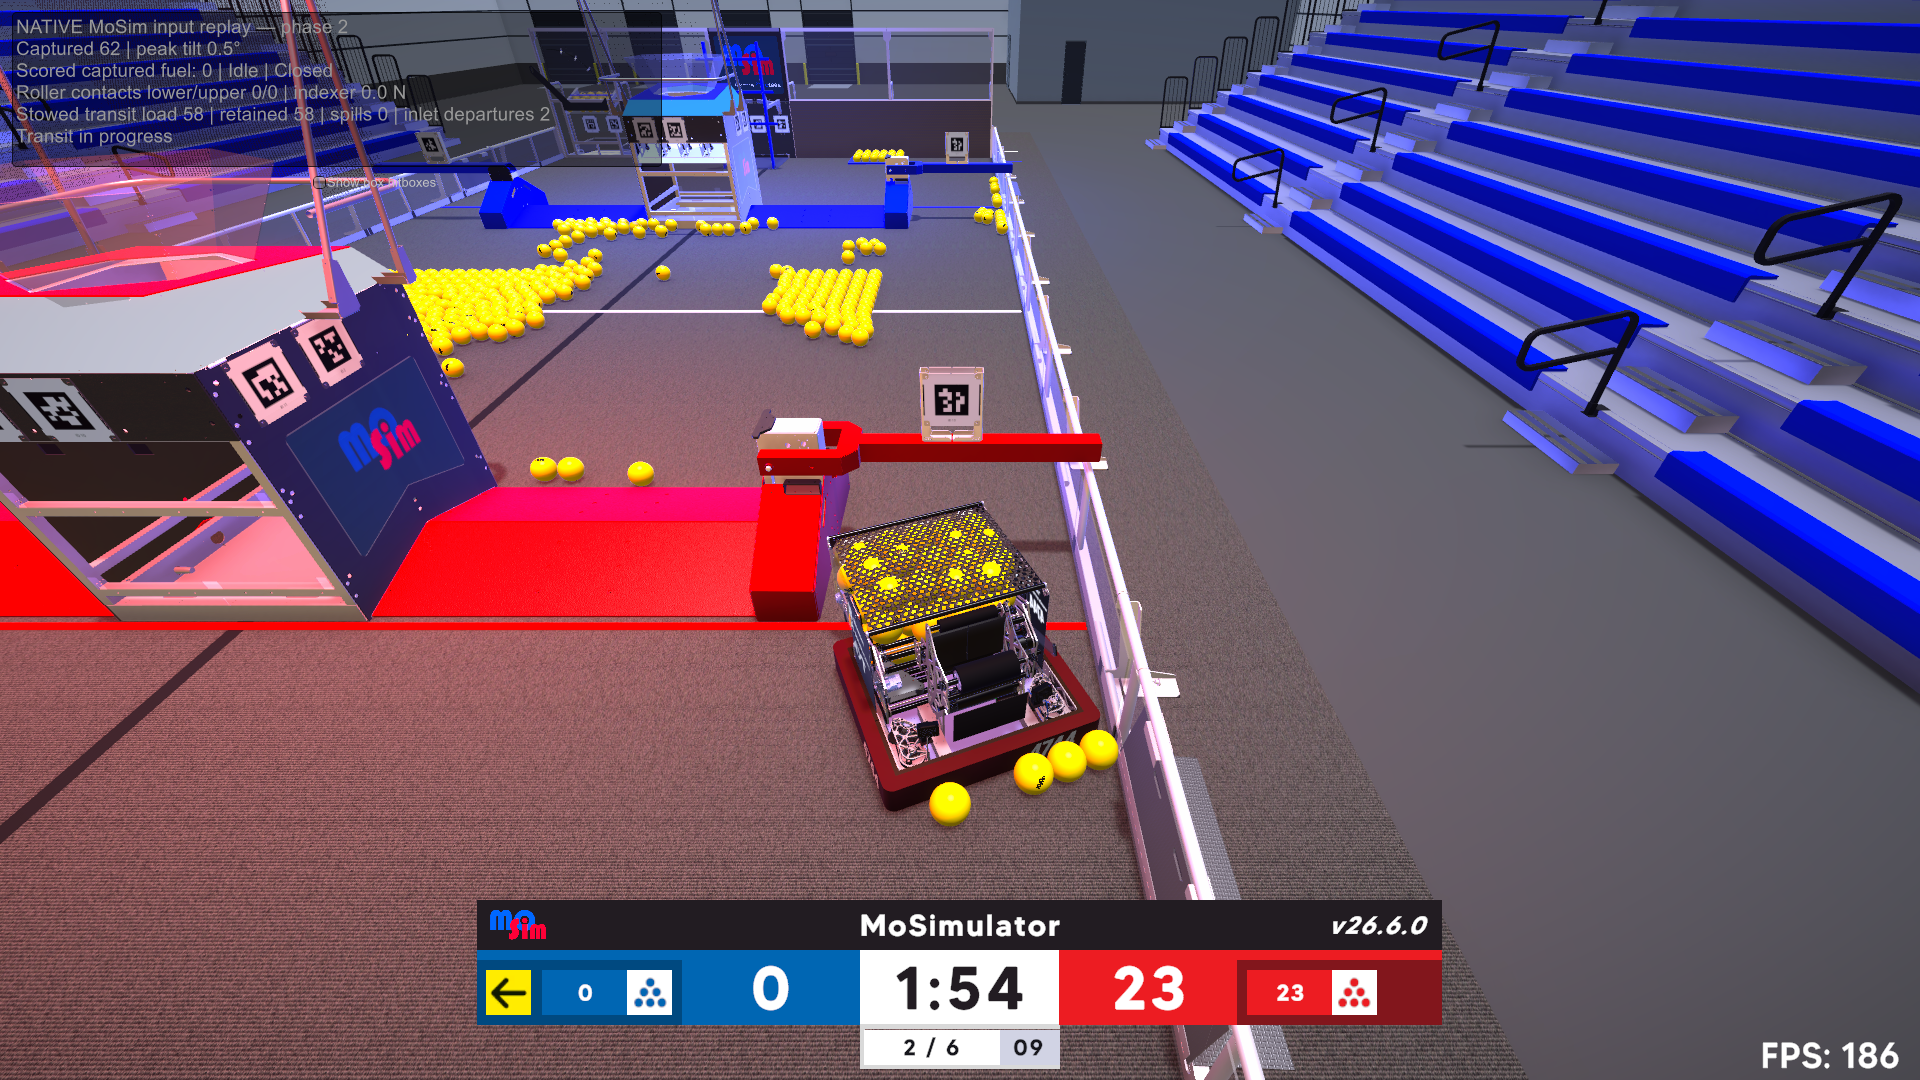 NATIVE MoSim input replay — phase 2
Captured 62 | peak tilt 0.5°
Scored captured fuel: 0 | Idle | Closed
Roller contacts lower/upper 0/0 | indexer 0.0 N
Stowed transit load 58 | retained 58 | spills 0 | inlet departures 2
Transit in progress
Show box hitboxes
mosim
mosim
mosim
MoSimulator
v26.6.0
0
0
1:54
23
23
2 / 6
09
FPS: 186